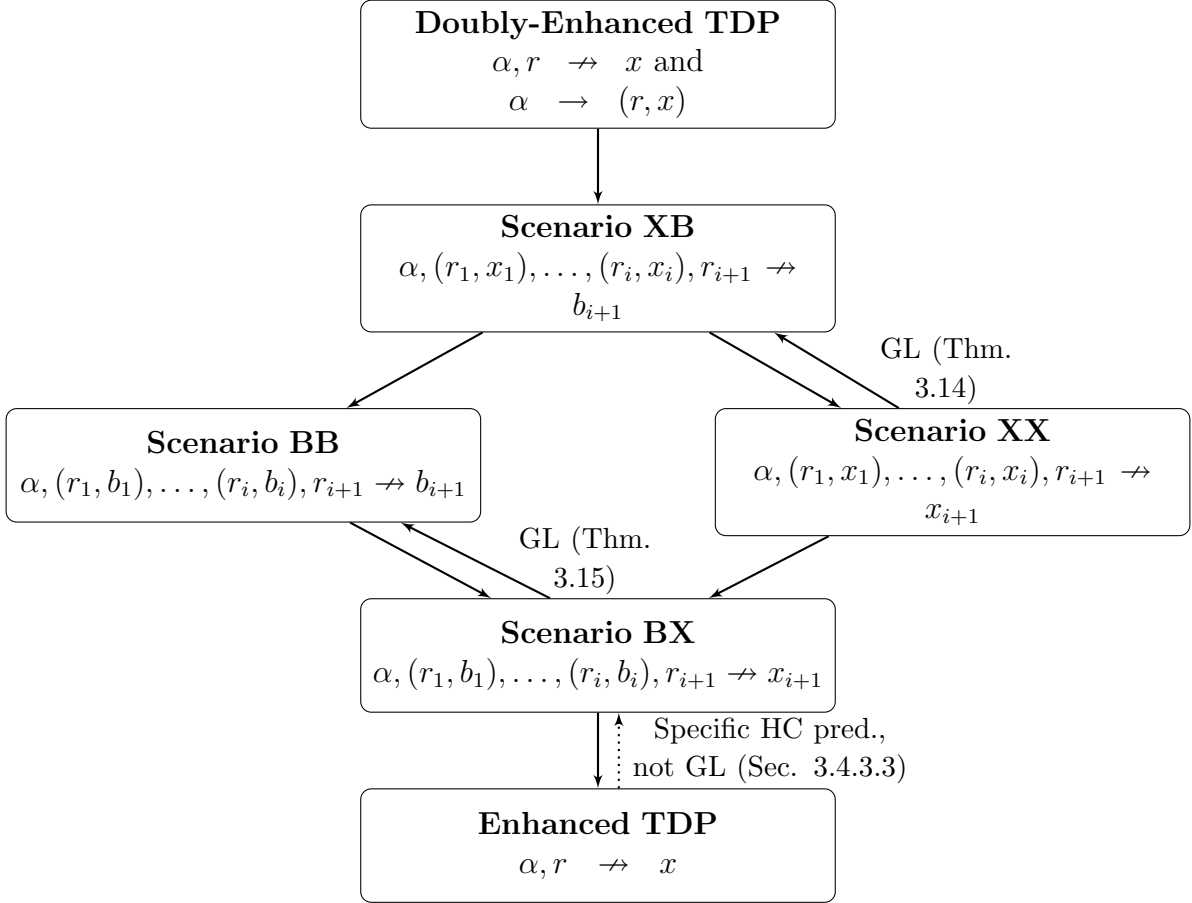 Doubly-Enhanced TDP
α, r ↛ x and
α → (r, x)
Scenario XB
α, (r₁, x₁), . . . , (rᵢ, xᵢ), rᵢ₊₁ ↛
bᵢ₊₁
GL (Thm.
3.14)
Scenario BB
α, (r₁, b₁), . . . , (rᵢ, bᵢ), rᵢ₊₁ ↛ bᵢ₊₁
Scenario XX
α, (r₁, x₁), . . . , (rᵢ, xᵢ), rᵢ₊₁ ↛
xᵢ₊₁
GL (Thm.
3.15)
Scenario BX
α, (r₁, b₁), . . . , (rᵢ, bᵢ), rᵢ₊₁ ↛ xᵢ₊₁
Specific HC pred.,
not GL (Sec. 3.4.3.3)
Enhanced TDP
α, r ↛ x